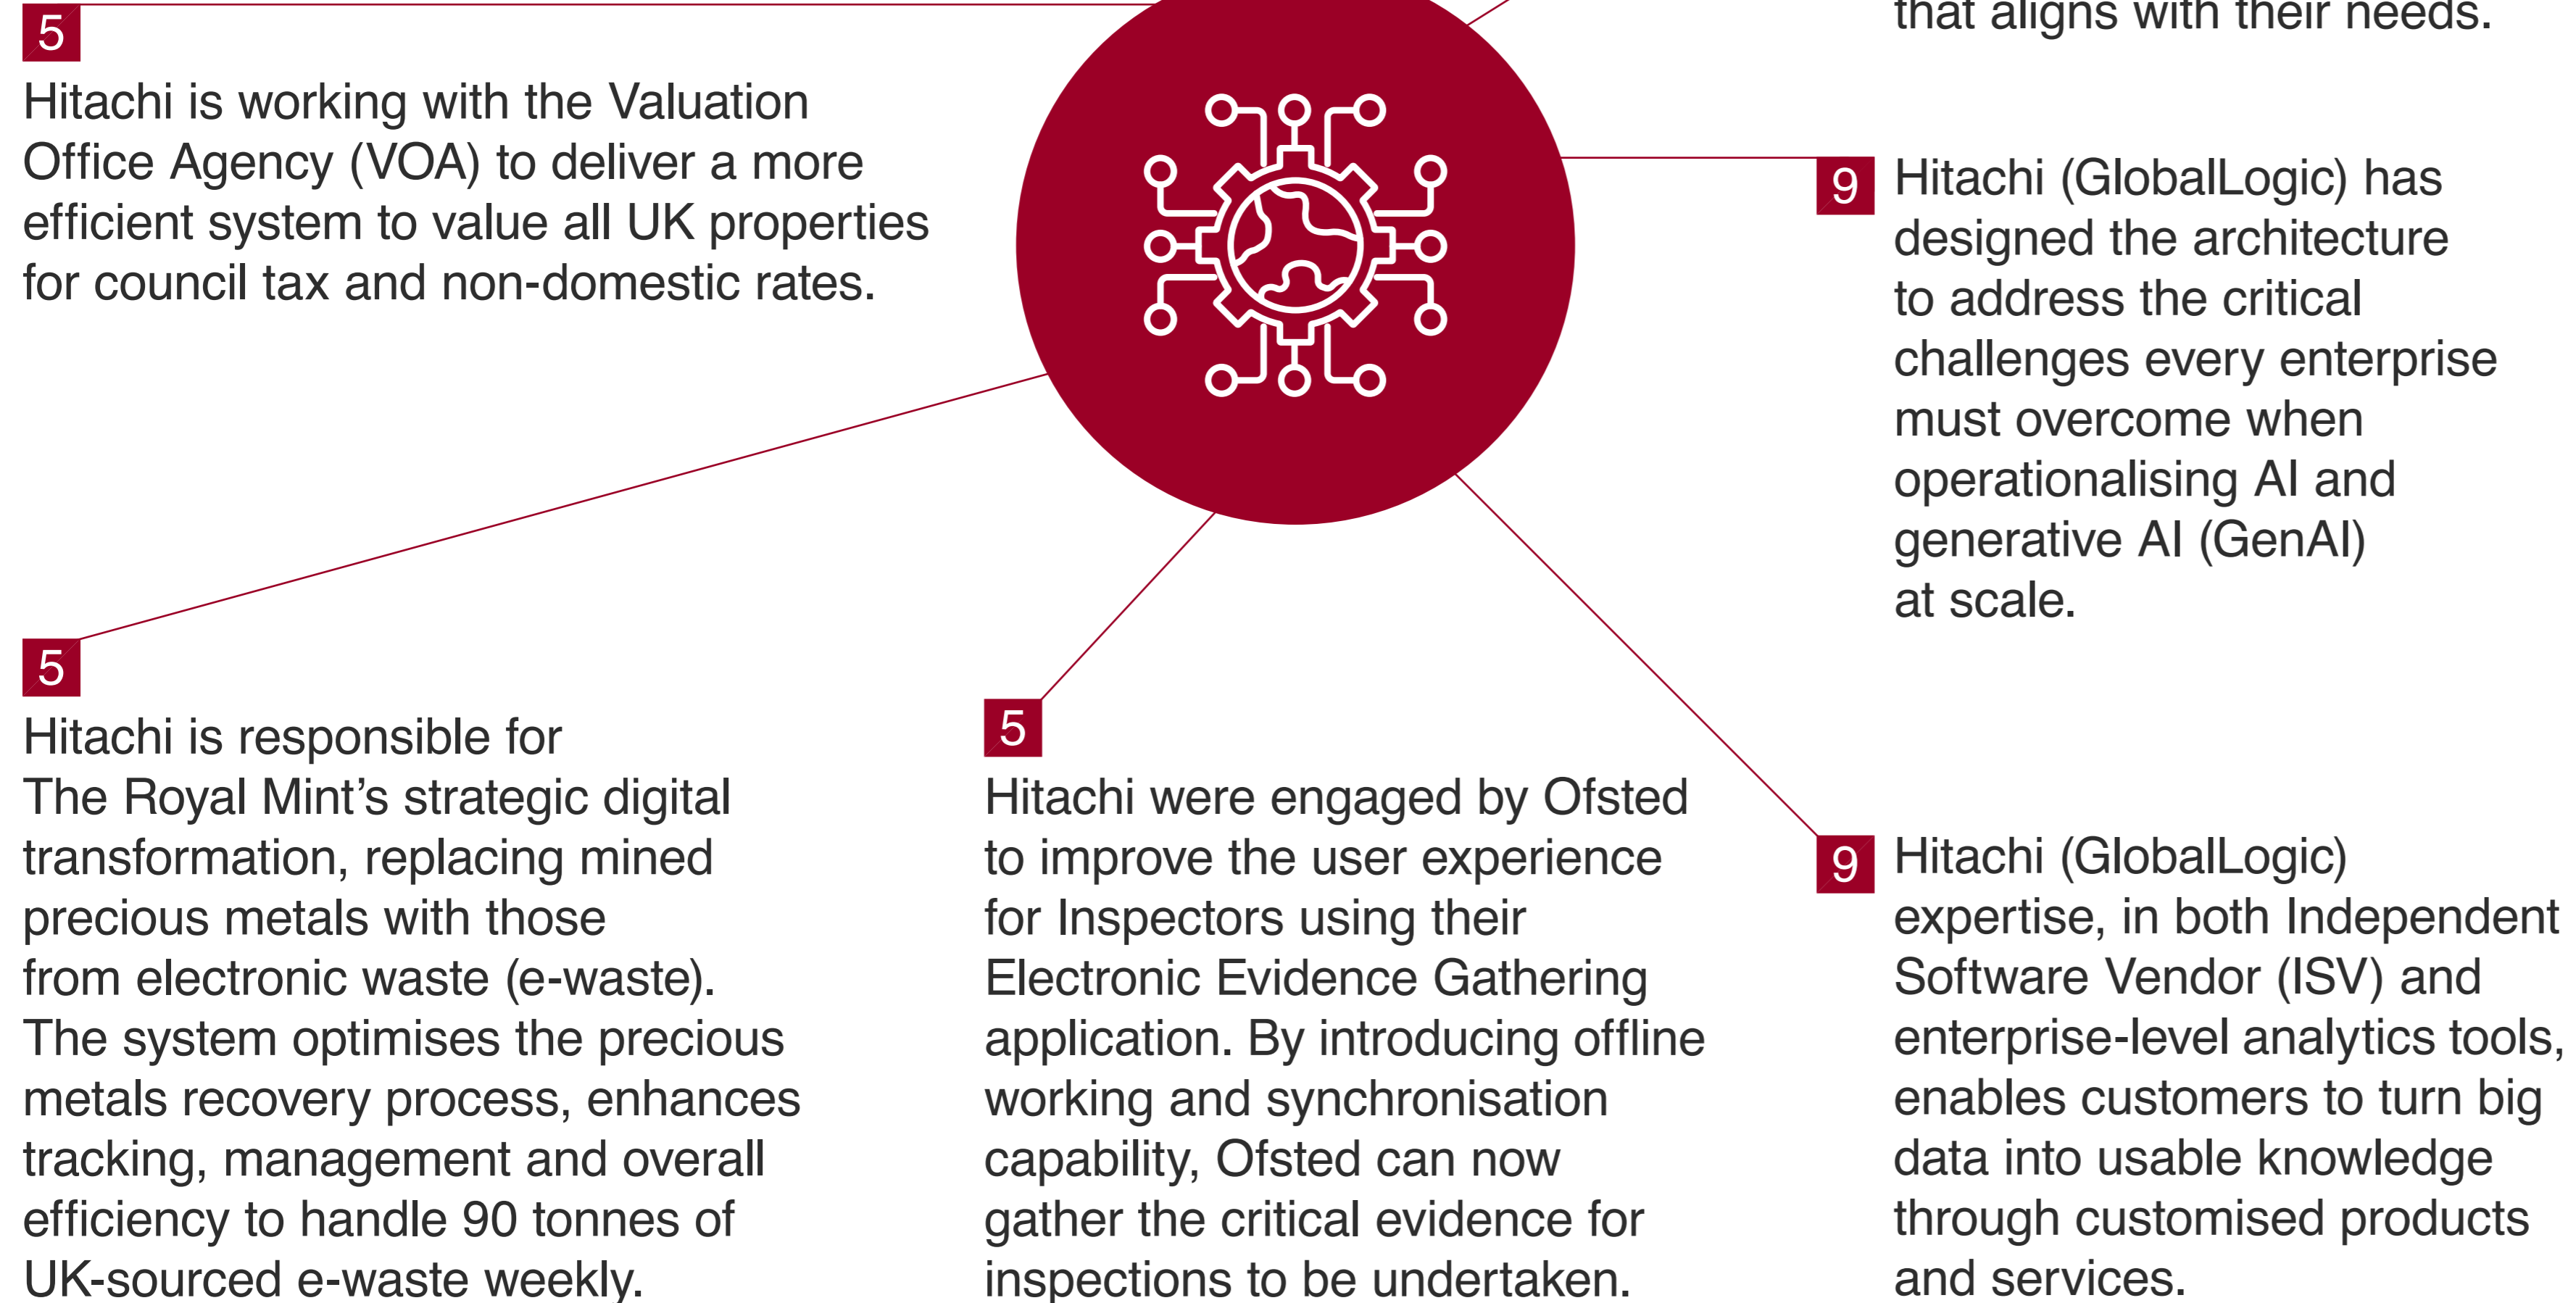 5
Hitachi is working with the Valuation
Office Agency (VOA) to deliver a more
efficient system to value all UK properties
for council tax and non-domestic rates.
5
Hitachi is responsible for
The Royal Mint’s strategic digital
transformation, replacing mined
precious metals with those
from electronic waste (e-waste).
The system optimises the precious
metals recovery process, enhances
tracking, management and overall
efficiency to handle 90 tonnes of
UK-sourced e-waste weekly.
5
Hitachi were engaged by Ofsted
to improve the user experience
for Inspectors using their
Electronic Evidence Gathering
application. By introducing offline
working and synchronisation
capability, Ofsted can now
gather the critical evidence for
inspections to be undertaken.
that aligns with their needs.
9
Hitachi (GlobalLogic) has
designed the architecture
to address the critical
challenges every enterprise
must overcome when
operationalising AI and
generative AI (GenAI)
at scale.
9
Hitachi (GlobalLogic)
expertise, in both Independent
Software Vendor (ISV) and
enterprise-level analytics tools,
enables customers to turn big
data into usable knowledge
through customised products
and services.